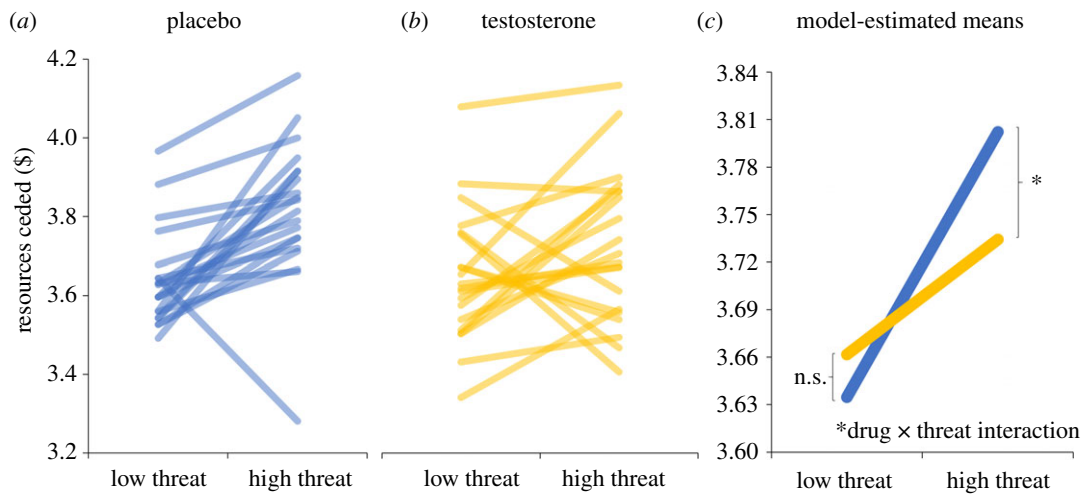 (a) placebo
(b) testosterone
(c) model-estimated means
resources ceded ($)
4.2
4.0
3.8
3.6
3.4
3.2
low threat high threat
low threat high threat
3.84
3.81
3.78
3.75
3.72
3.69
3.66
3.63
3.60
*
n.s.
*drug × threat interaction
low threat high threat